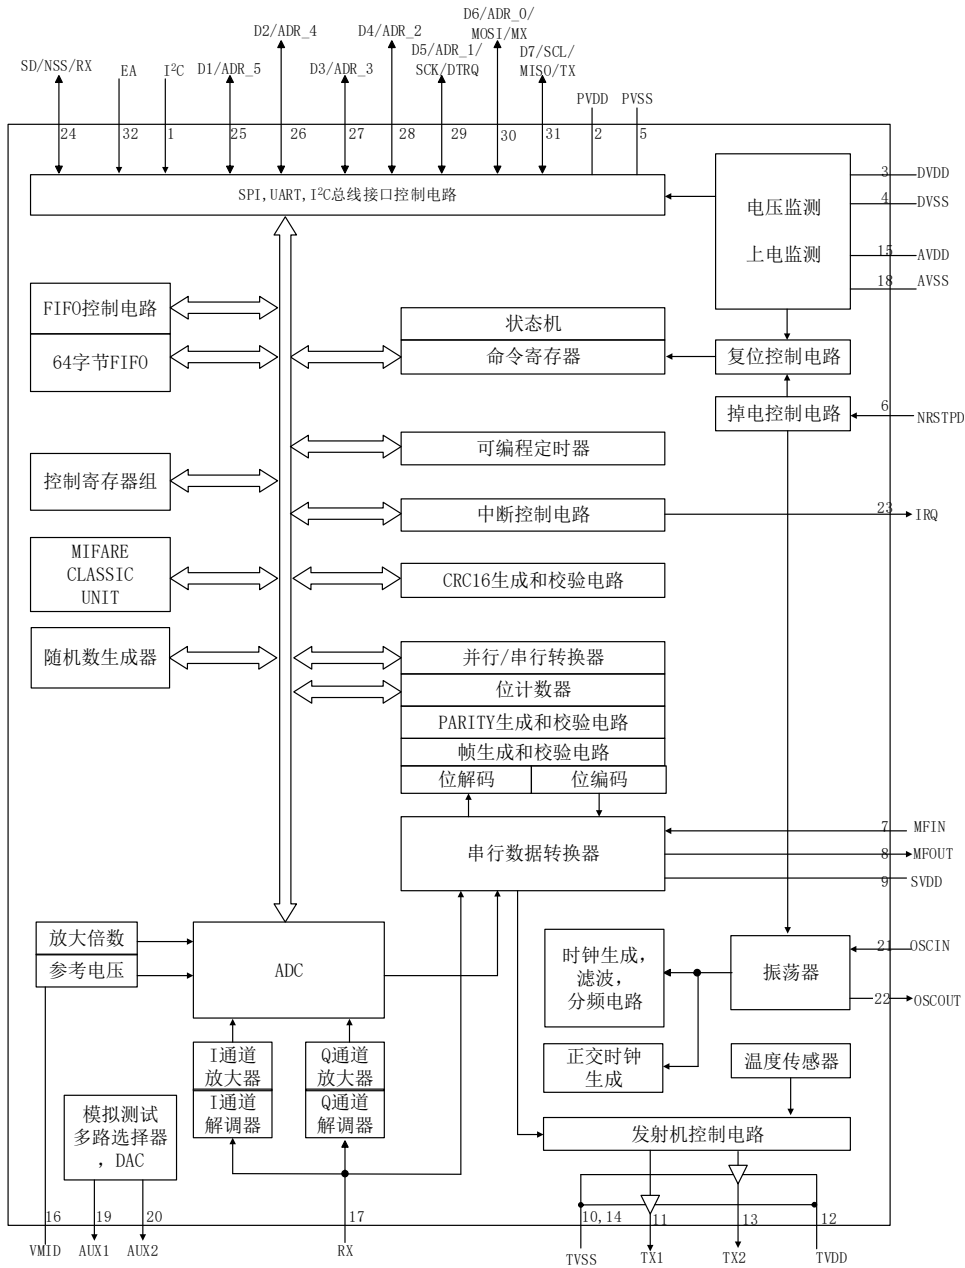 D6/ADR_0/
MOSI/MX
D2/ADR_4
D4/ADR_2
D5/ADR_1/
SCK/DTRQ
D7/SCL/
MISO/TX
SD/NSS/RX
EA
I²C
D1/ADR_5
D3/ADR_3
PVDD
PVSS
24
32
1
25
26
27
28
29
30
31
2
5
SPI,UART,I²C总线接口控制电路
电压监测
上电监测
3
DVDD
4
DVSS
15
AVDD
18
AVSS
FIFO控制电路
64字节FIFO
状态机
命令寄存器
复位控制电路
掉电控制电路
6
NRSTPD
可编程定时器
控制寄存器组
中断控制电路
23
IRQ
MIFARE
CLASSIC
UNIT
CRC16生成和校验电路
随机数生成器
并行/串行转换器
位计数器
PARITY生成和校验电路
帧生成和校验电路
位解码
位编码
串行数据转换器
7
MFIN
8
MFOUT
9
SVDD
放大倍数
参考电压
ADC
时钟生成,
滤波,
分频电路
振荡器
21
OSCIN
22
OSCOUT
I通道
放大器
I通道
解调器
Q通道
放大器
Q通道
解调器
正交时钟
生成
温度传感器
模拟测试
多路选择器
,DAC
发射机控制电路
16
19
20
17
10,14
11
13
12
VMID
AUX1
AUX2
RX
TVSS
TX1
TX2
TVDD